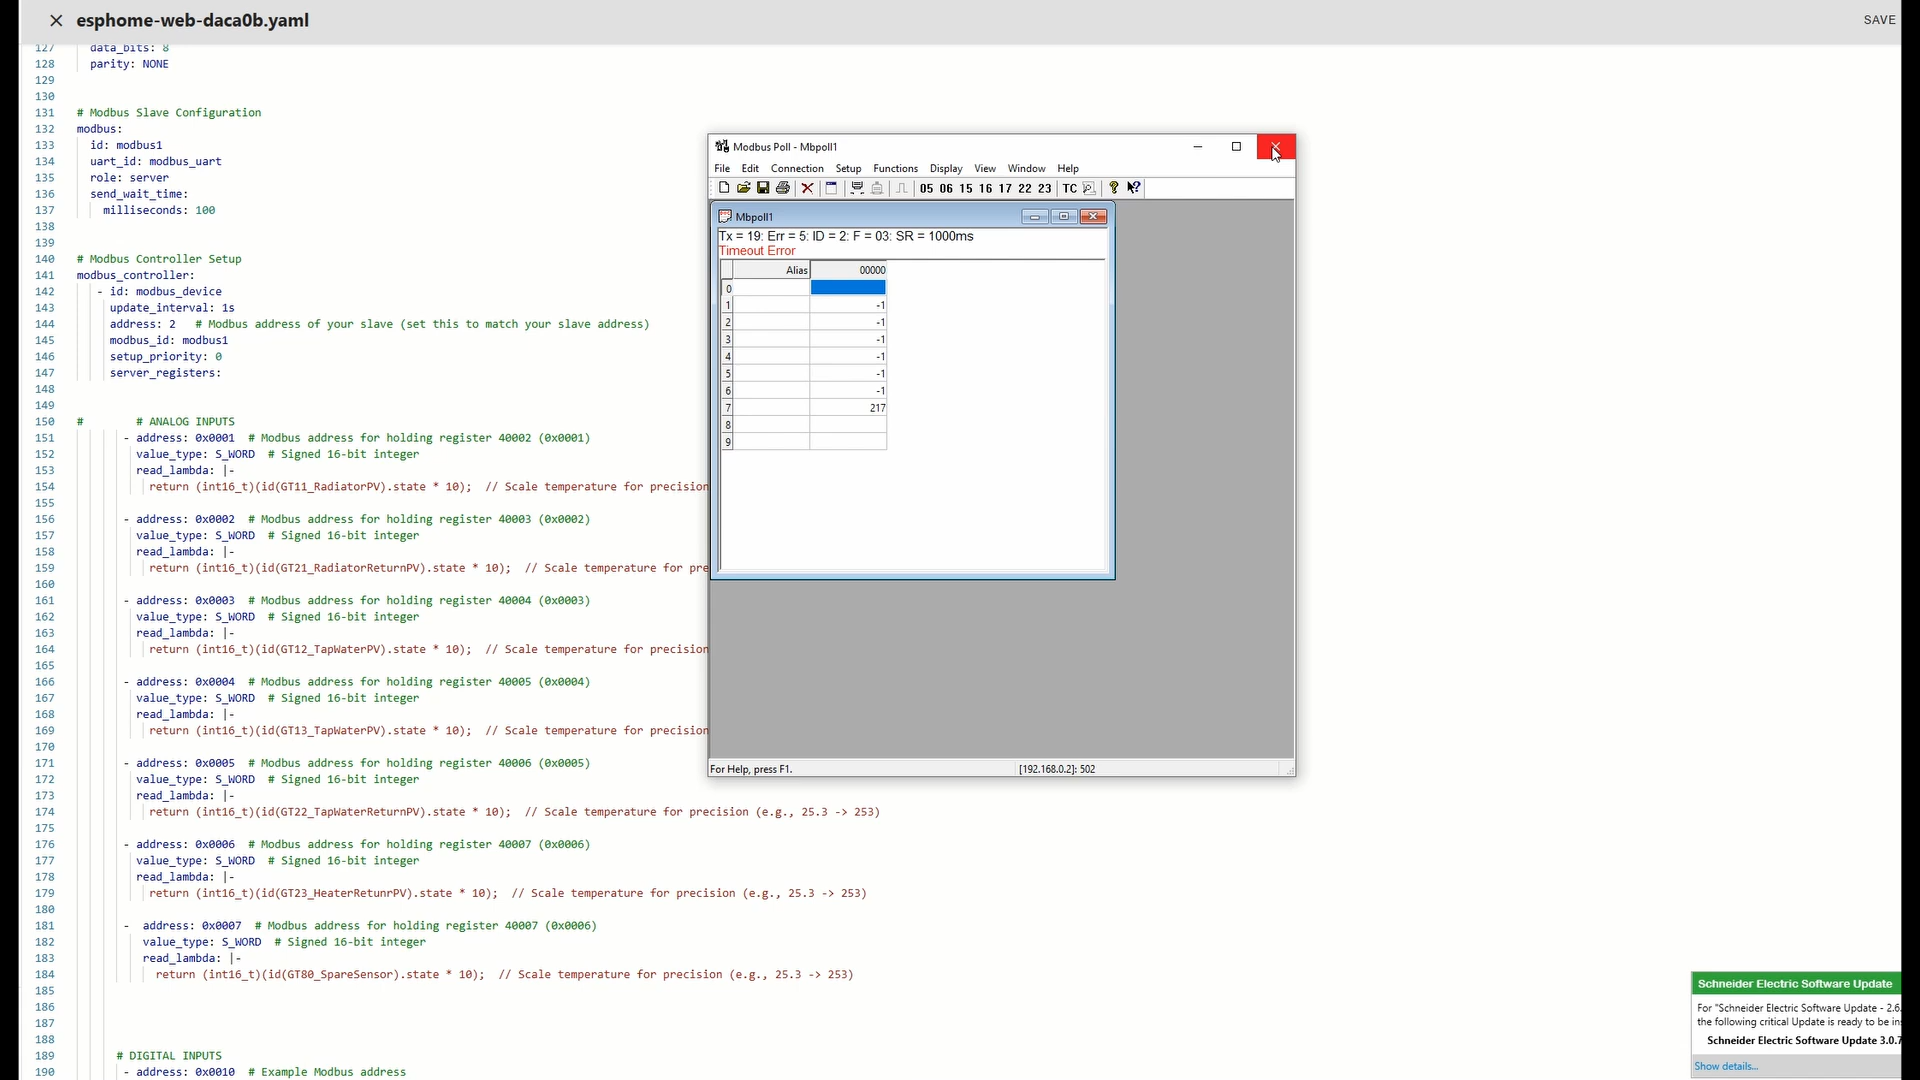 esphome-web-daca0b.yaml
SAVE
127 data_bits: 8
128 parity: NONE
129
130
131 # Modbus Slave Configuration
132 modbus:
133 id: modbus1
134 uart_id: modbus_uart
135 role: server
136 send_wait_time:
137 milliseconds: 100
138
139
140 # Modbus Controller Setup
141 modbus_controller:
142 - id: modbus_device
143 update_interval: 1s
144 address: 2 # Modbus address of your slave (set this to match your slave address)
145 modbus_id: modbus1
146 setup_priority: 0
147 server_registers:
148
149
150 # # ANALOG INPUTS
151 - address: 0x0001 # Modbus address for holding register 40002 (0x0001)
152 value_type: S_WORD # Signed 16-bit integer
153 read_lambda: |-
154 return (int16_t)(id(GT11_RadiatorPV).state * 10); // Scale temperature for precision
155
156 - address: 0x0002 # Modbus address for holding register 40003 (0x0002)
157 value_type: S_WORD # Signed 16-bit integer
158 read_lambda: |-
159 return (int16_t)(id(GT21_RadiatorReturnPV).state * 10); // Scale temperature for pre
160
161 - address: 0x0003 # Modbus address for holding register 40004 (0x0003)
162 value_type: S_WORD # Signed 16-bit integer
163 read_lambda: |-
164 return (int16_t)(id(GT12_TapWaterPV).state * 10); // Scale temperature for precision
165
166 - address: 0x0004 # Modbus address for holding register 40005 (0x0004)
167 value_type: S_WORD # Signed 16-bit integer
168 read_lambda: |-
169 return (int16_t)(id(GT13_TapWaterPV).state * 10); // Scale temperature for precision
170
171 - address: 0x0005 # Modbus address for holding register 40006 (0x0005)
172 value_type: S_WORD # Signed 16-bit integer
173 read_lambda: |-
174 return (int16_t)(id(GT22_TapWaterReturnPV).state * 10); // Scale temperature for precision (e.g., 25.3 -> 253)
175
176 - address: 0x0006 # Modbus address for holding register 40007 (0x0006)
177 value_type: S_WORD # Signed 16-bit integer
178 read_lambda: |-
179 return (int16_t)(id(GT23_HeaterRetunrPV).state * 10); // Scale temperature for precision (e.g., 25.3 -> 253)
180
181 - address: 0x0007 # Modbus address for holding register 40007 (0x0006)
182 value_type: S_WORD # Signed 16-bit integer
183 read_lambda: |-
184 return (int16_t)(id(GT80_SpareSensor).state * 10); // Scale temperature for precision (e.g., 25.3 -> 253)
185
186
187
188
189 # DIGITAL INPUTS
190 - address: 0x0010 # Example Modbus address
Modbus Poll - Mbpoll1
File Edit Connection Setup Functions Display View Window Help
05 06 15 16 17 22 23 TC
Mbpoll1
Tx = 19: Err = 5: ID = 2: F = 03: SR = 1000ms
Timeout Error
Alias 00000
0
1 -1
2 -1
3 -1
4 -1
5 -1
6 -1
7 217
8
9
For Help, press F1. [192.168.0.2]: 502
Schneider Electric Software Update
For "Schneider Electric Software Update - 2.6.
the following critical Update is ready to be in
Schneider Electric Software Update 3.0.7
Show details...